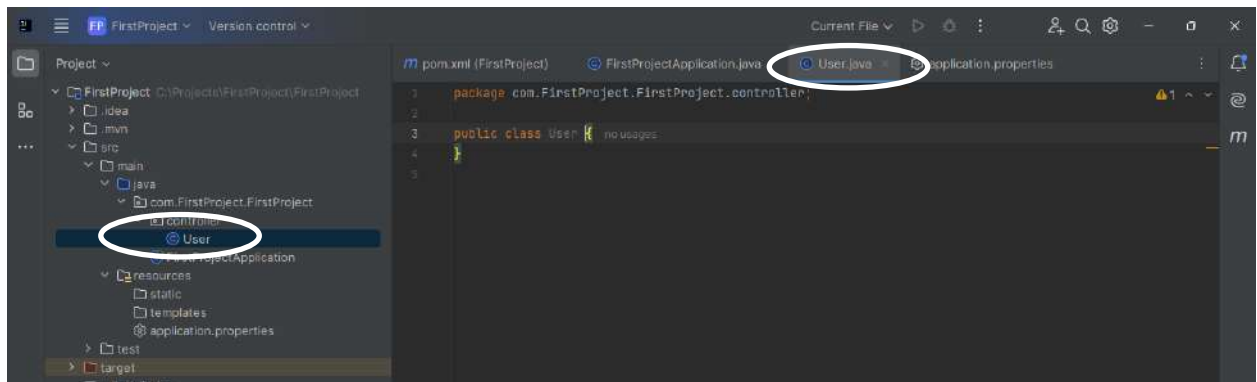 FP FirstProject Version control Current File
Project
pom.xml (FirstProject) FirstProjectApplication.java User.java application.properties
FirstProject C:\Projects\FirstProject\FirstProject
.idea
.mvn
src
main
java
com.FirstProject.FirstProject
controller
User
FirstProjectApplication
resources
static
templates
application.properties
test
target
1 package com.FirstProject.FirstProject.controller;
2
3 public class User { no usages
4 }
5
1